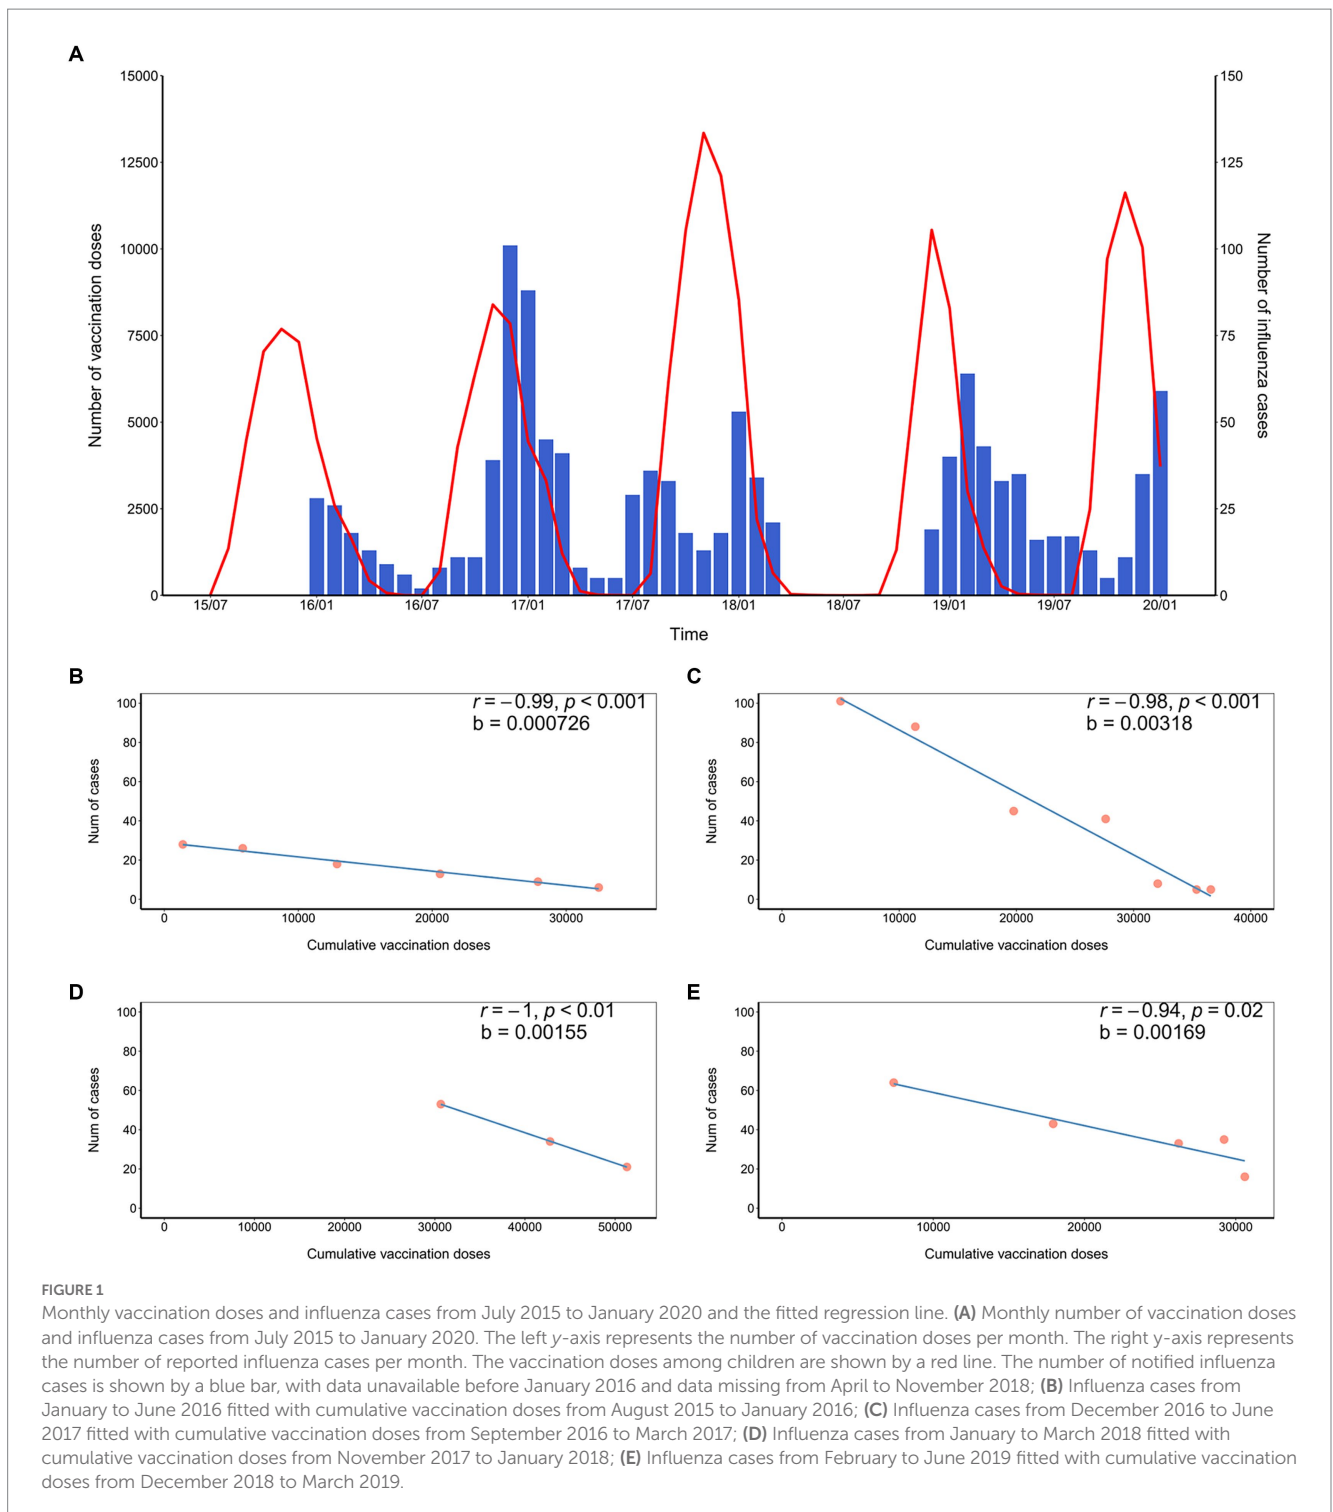 A
15000
12500
10000
7500
5000
2500
0
Number of vaccination doses
150
125
100
75
50
25
0
Number of influenza cases
15/07 16/01 16/07 17/01 17/07 18/01 18/07 19/01 19/07 20/01
Time
B
r = −0.99, p < 0.001
b = 0.000726
100
80
60
40
20
0
Num of cases
0 10000 20000 30000
Cumulative vaccination doses
C
r = −0.98, p < 0.001
b = 0.00318
100
80
60
40
20
0
Num of cases
0 10000 20000 30000 40000
Cumulative vaccination doses
D
r = −1, p < 0.01
b = 0.00155
100
80
60
40
20
0
Num of cases
0 10000 20000 30000 40000 50000
Cumulative vaccination doses
E
r = −0.94, p = 0.02
b = 0.00169
100
80
60
40
20
0
Num of cases
0 10000 20000 30000
Cumulative vaccination doses
FIGURE 1
Monthly vaccination doses and influenza cases from July 2015 to January 2020 and the fitted regression line. (A) Monthly number of vaccination doses
and influenza cases from July 2015 to January 2020. The left y-axis represents the number of vaccination doses per month. The right y-axis represents
the number of reported influenza cases per month. The vaccination doses among children are shown by a red line. The number of notified influenza
cases is shown by a blue bar, with data unavailable before January 2016 and data missing from April to November 2018; (B) Influenza cases from
January to June 2016 fitted with cumulative vaccination doses from August 2015 to January 2016; (C) Influenza cases from December 2016 to June
2017 fitted with cumulative vaccination doses from September 2016 to March 2017; (D) Influenza cases from January to March 2018 fitted with
cumulative vaccination doses from November 2017 to January 2018; (E) Influenza cases from February to June 2019 fitted with cumulative vaccination
doses from December 2018 to March 2019.